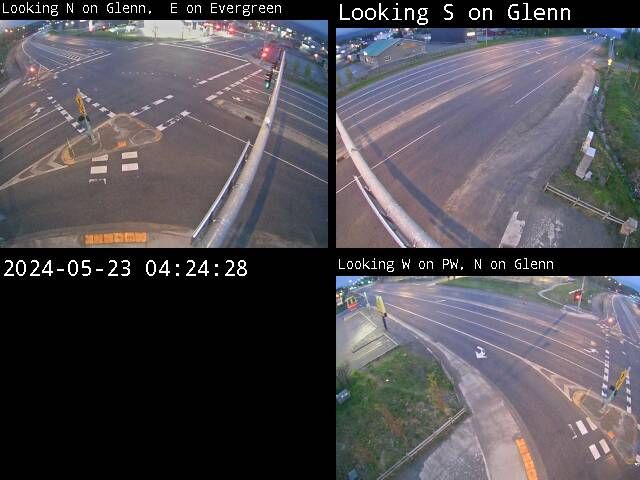 Looking N on Glenn, E on Evergreen
Looking S on Glenn
2024-05-23 04:24:28
Looking W on PW, N on Glenn